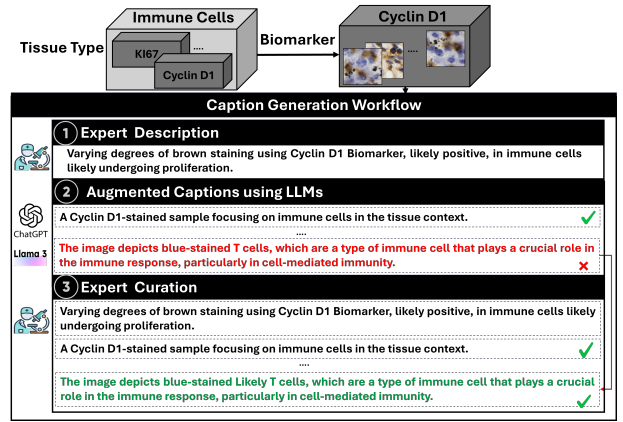 Immune Cells
Cyclin D1
Tissue Type
KI67
....
Cyclin D1
Biomarker
....
Caption Generation Workflow
1 Expert Description
Varying degrees of brown staining using Cyclin D1 Biomarker, likely positive, in immune cells
likely undergoing proliferation.
2 Augmented Captions using LLMs
ChatGPT
Llama 3
A Cyclin D1-stained sample focusing on immune cells in the tissue context.
....
The image depicts blue-stained T cells, which are a type of immune cell that plays a crucial role in
the immune response, particularly in cell-mediated immunity.
3 Expert Curation
Varying degrees of brown staining using Cyclin D1 Biomarker, likely positive, in immune cells likely
undergoing proliferation.
A Cyclin D1-stained sample focusing on immune cells in the tissue context.
....
The image depicts blue-stained Likely T cells, which are a type of immune cell that plays a crucial
role in the immune response, particularly in cell-mediated immunity.